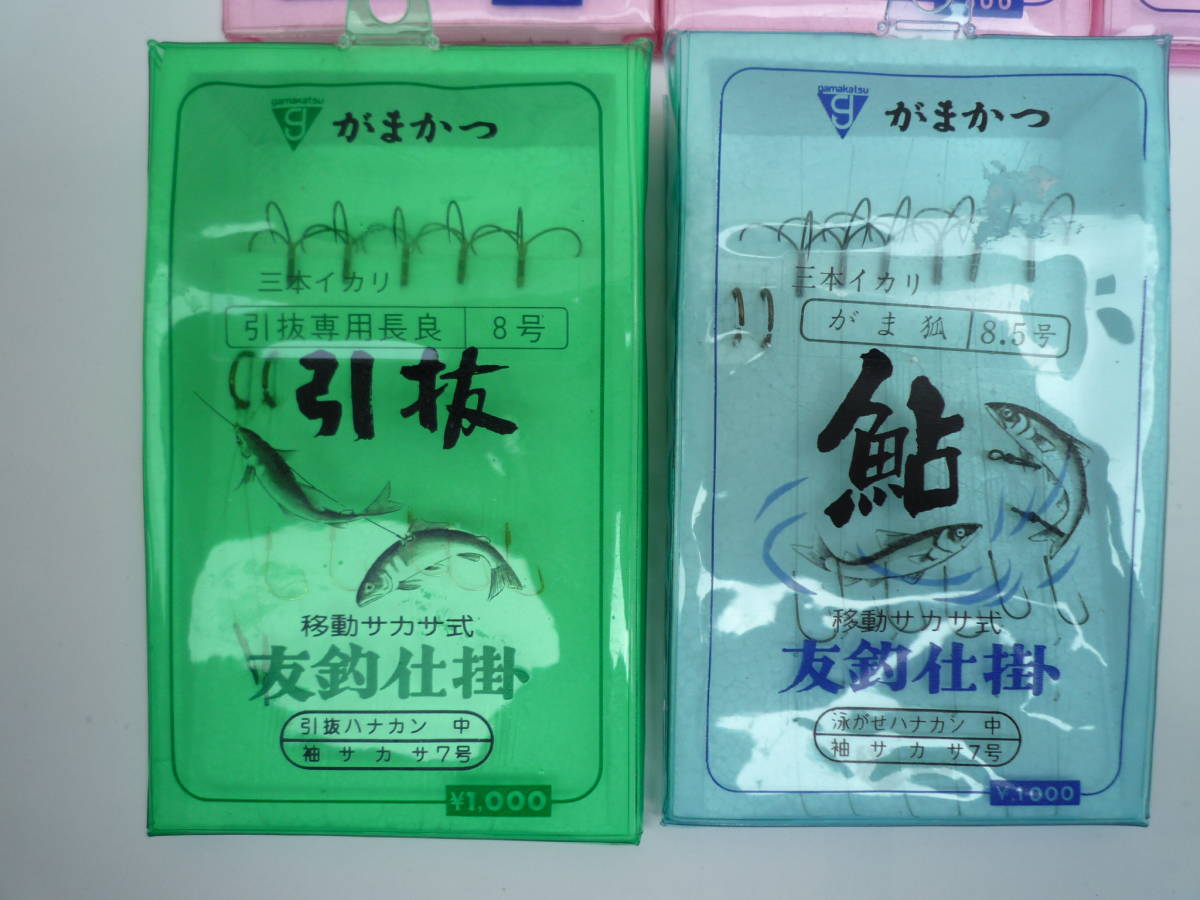 gamakatsu
g
がまかつ
三本イカリ
引抜専用長良 8号
引抜
移動サカサ式
友釣仕掛
引抜ハナカン 中
袖サカサ7号
¥1,000
gamakatsu
g
がまかつ
三本イカリ
がま狐 8.5号
鮎
移動サカサ式
友釣仕掛
泳がせハナカン 中
袖サカサ7号
¥.1000